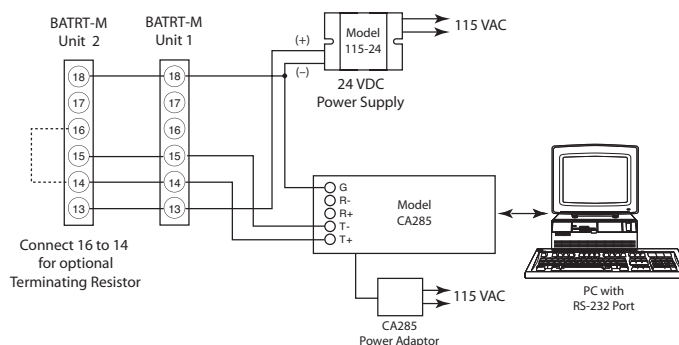 BATRT-M
Unit 2
BATRT-M
Unit 1
18
17
16
15
14
13
18
17
16
15
14
13
Connect 16 to 14
for optional
Terminating Resistor
(+)
(–)
Model
115-24
115 VAC
24 VDC
Power Supply
G
R-
R+
T-
T+
Model
CA285
115 VAC
CA285
Power Adaptor
PC with
RS-232 Port